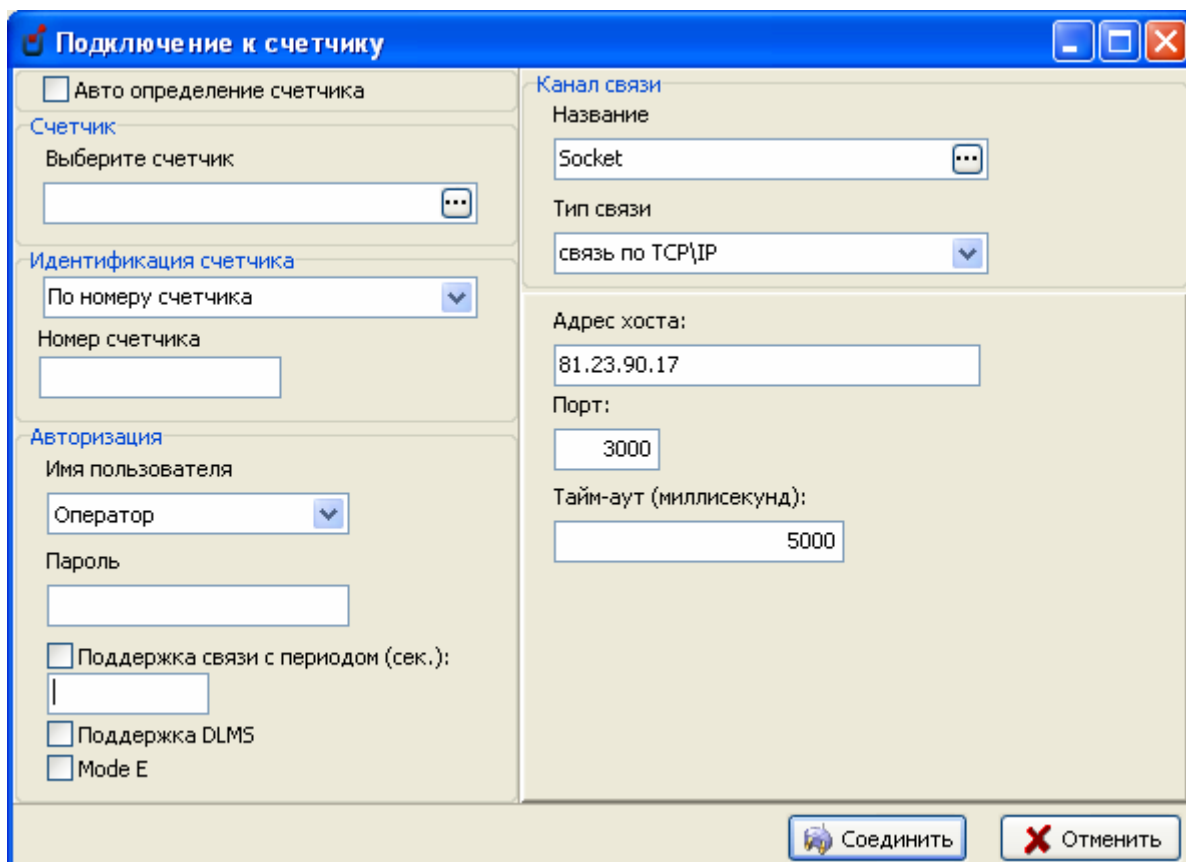 Подключение к счетчику
Авто определение счетчика
Счетчик
Выберите счетчик
Идентификация счетчика
По номеру счетчика
Номер счетчика
Авторизация
Имя пользователя
Оператор
Пароль
Поддержка связи с периодом (сек.):
Поддержка DLMS
Mode E
Канал связи
Название
Socket
Тип связи
связь по TCP\IP
Адрес хоста:
81.23.90.17
Порт:
3000
Тайм-аут (миллисекунд):
5000
Соединить
Отменить